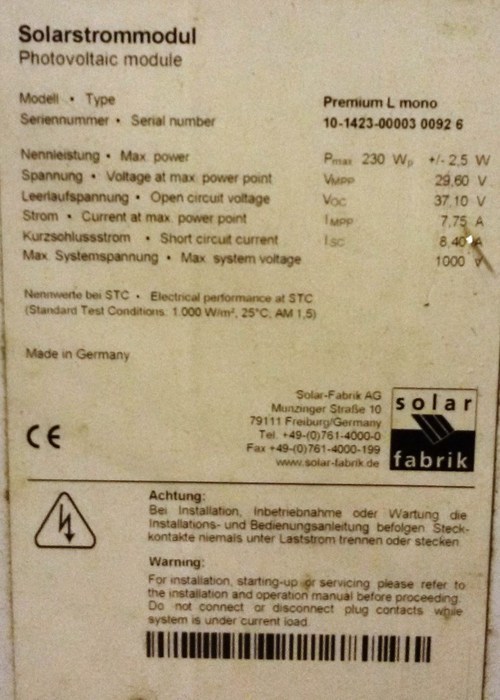 Solarstrommodul
Photovoltaic module
Modell • Type Premium L mono
Seriennummer • Serial number 10-1423-00003 0092 6
Nennleistung • Max. power Pmax 230 Wp +/- 2,5 W
Spannung • Voltage at max. power point VMPP 29,60 V
Leerlaufspannung • Open circuit voltage VOC 37,10 V
Strom • Current at max. power point IMPP 7,75 A
Kurzschlussstrom • Short circuit current ISC 8,40 A
Max. Systemspannung • Max. system voltage 1000 V
Nennwerte bei STC • Electrical performance at STC
(Standard Test Conditions: 1.000 W/m², 25°C, AM 1,5)
Made in Germany
Solar-Fabrik AG
Munzinger Straße 10
79111 Freiburg/Germany
Tel. +49-(0)761-4000-0
Fax +49-(0)761-4000-199
www.solar-fabrik.de
solar
fabrik
CE
Achtung:
Bei Installation, Inbetriebnahme oder Wartung die
Installations- und Bedienungsanleitung befolgen. Steck-
kontakte niemals unter Laststrom trennen oder stecken.
Warning:
For installation, starting-up or servicing please refer to
the installation and operation manual before proceeding.
Do not connect or disconnect plug contacts while
system is under current load.